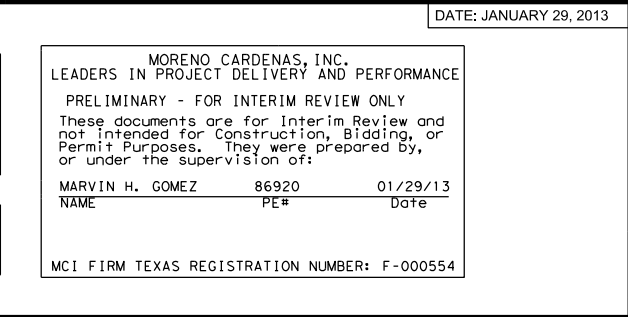 DATE: JANUARY 29, 2013
MORENO CARDENAS, INC.
LEADERS IN PROJECT DELIVERY AND PERFORMANCE
PRELIMINARY - FOR INTERIM REVIEW ONLY
These documents are for Interim Review and
not intended for Construction, Bidding, or
Permit Purposes. They were prepared by,
or under the supervision of:
MARVIN H. GOMEZ 86920 01/29/13
NAME PE# Date
MCI FIRM TEXAS REGISTRATION NUMBER: F-000554